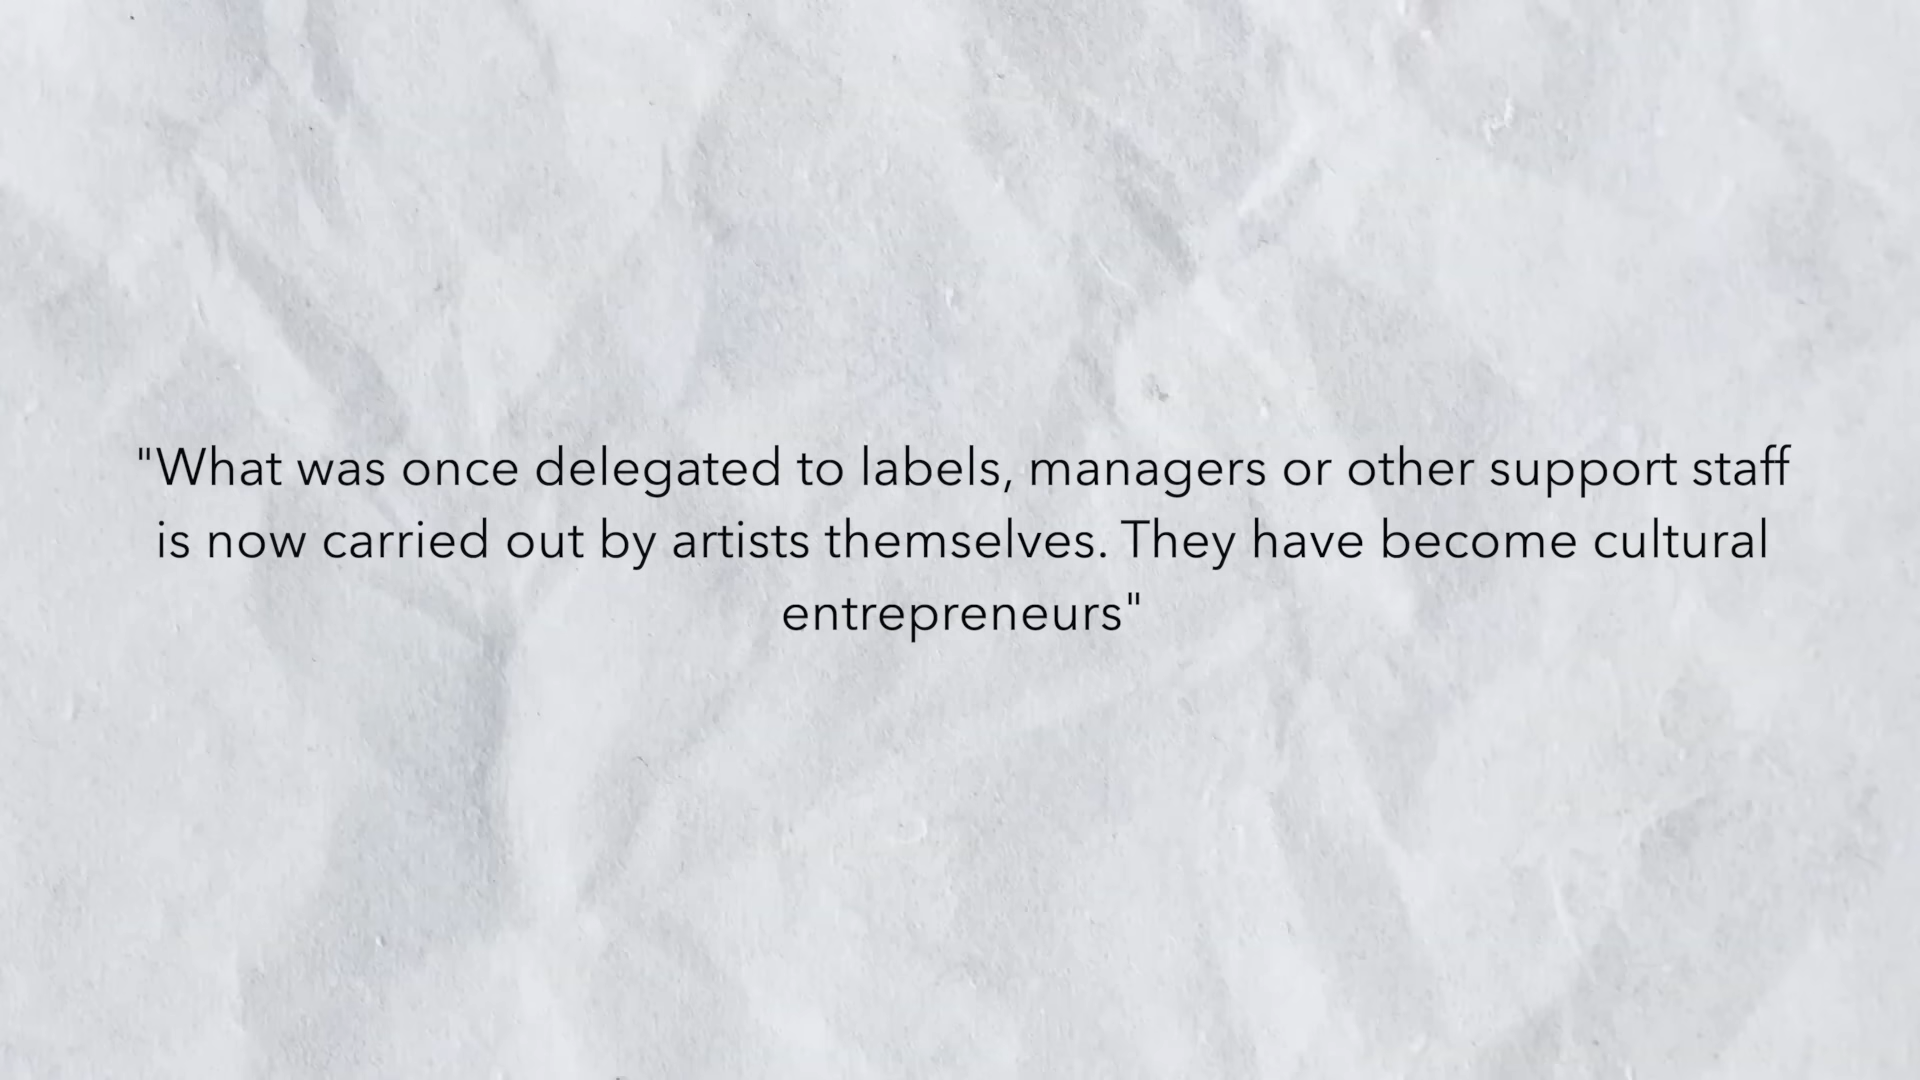 "What was once delegated to labels, managers or other support staff
is now carried out by artists themselves. They have become cultural
entrepreneurs"